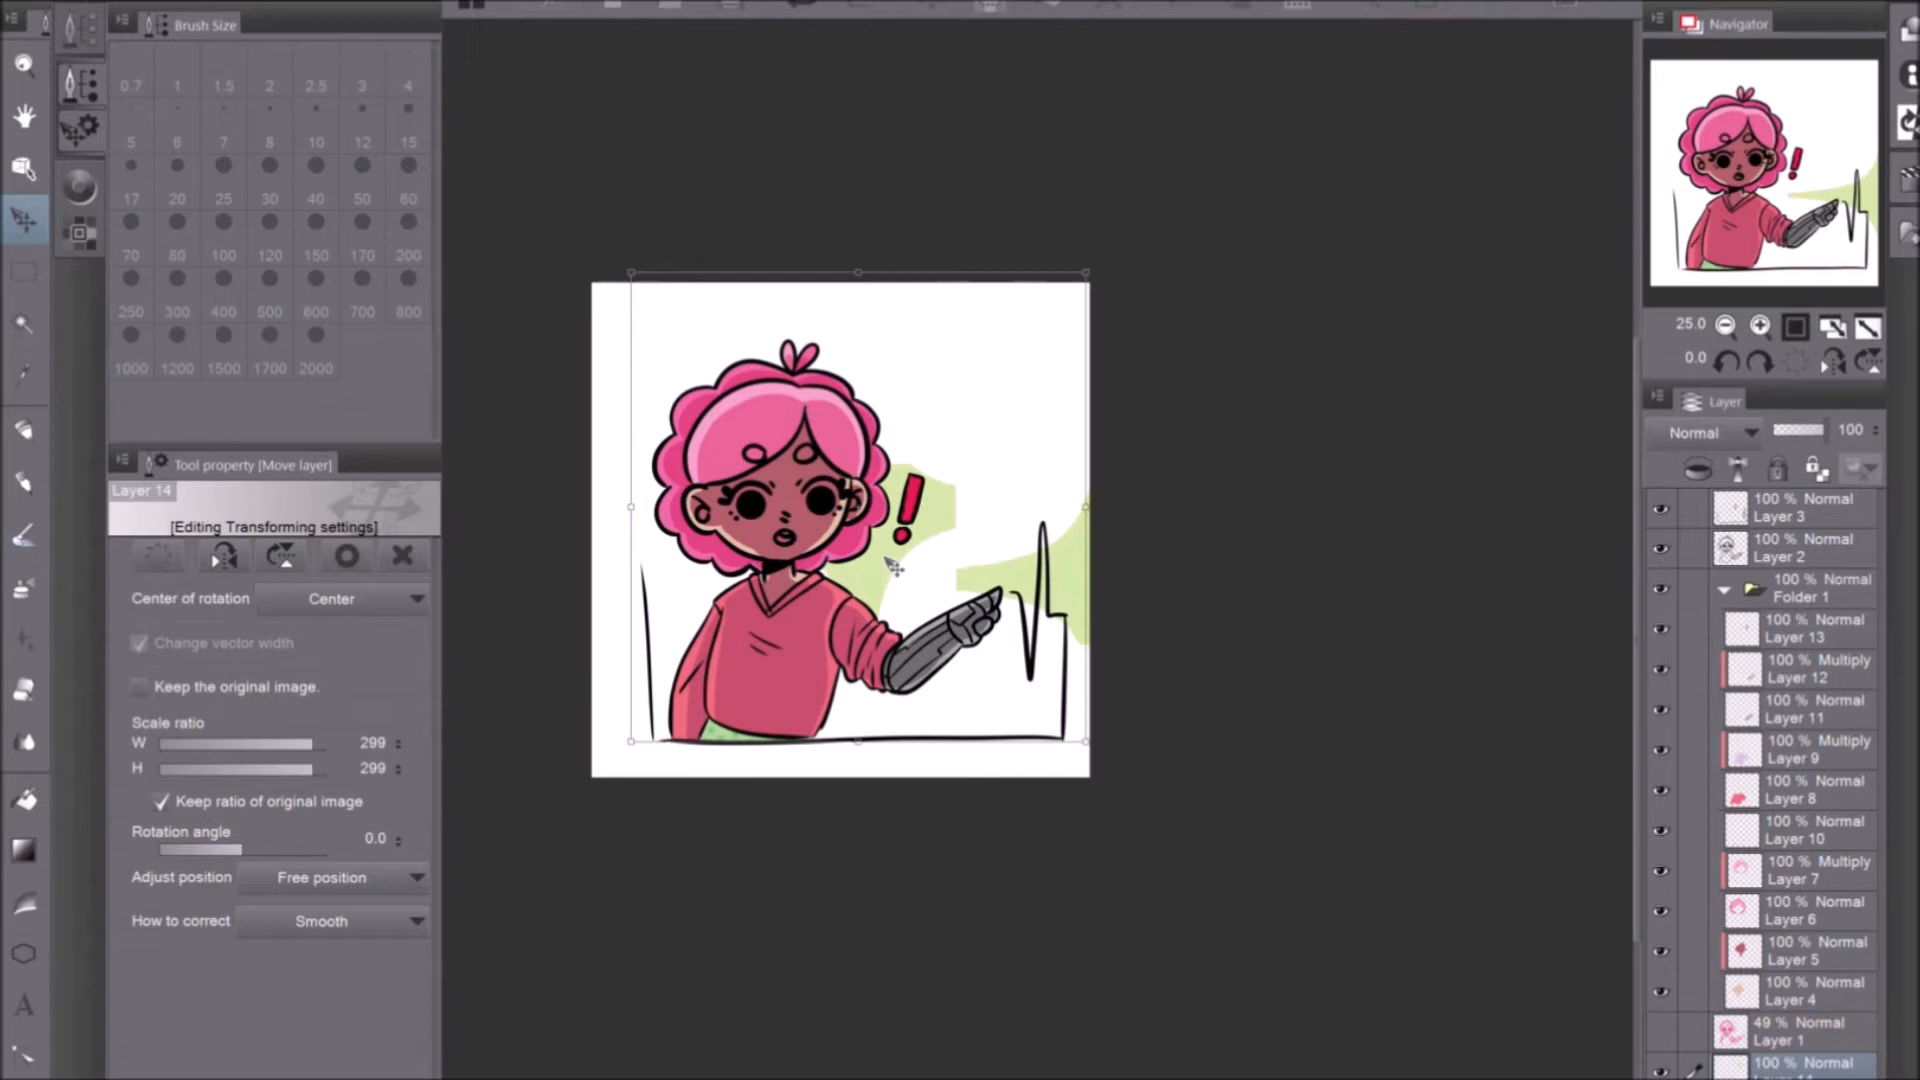 Brush Size
0.7 1 1.5 2 2.5 3 4
5 6 7 8 10 12 15
17 20 25 30 40 50 60
70 80 100 120 150 170 200
250 300 400 500 600 700 800
1000 1200 1500 1700 2000
Tool property [Move layer]
Layer 14
[Editing Transforming settings]
Center of rotation Center
Change vector width
Keep the original image.
Scale ratio
W 299
H 299
Keep ratio of original image
Rotation angle 0.0
Adjust position Free position
How to correct Smooth
A
!
Navigator
!
25.0
0.0
Layer
Normal 100
100 % Normal
Layer 3
100 % Normal
Layer 2
100 % Normal
Folder 1
100 % Normal
Layer 13
100 % Multiply
Layer 12
100 % Normal
Layer 11
100 % Multiply
Layer 9
100 % Normal
Layer 8
100 % Normal
Layer 10
100 % Multiply
Layer 7
100 % Normal
Layer 6
100 % Normal
Layer 5
100 % Normal
Layer 4
49 % Normal
Layer 1
100 % Normal